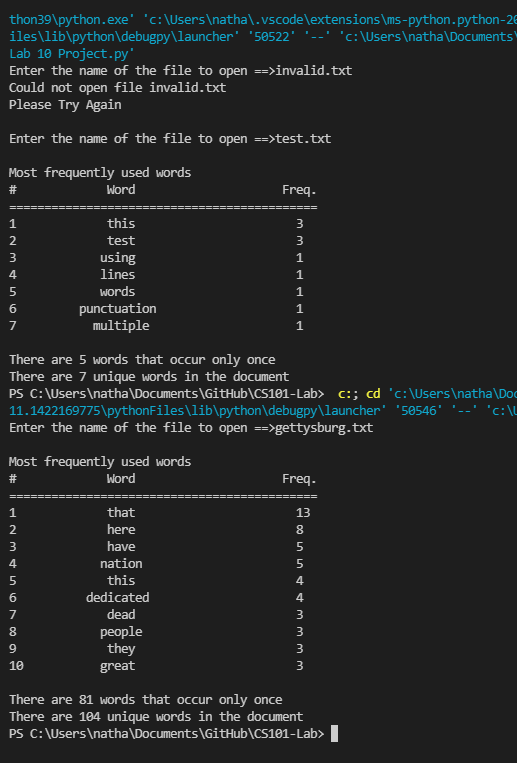 thon39\python.exe' 'c:\Users\natha\.vscode\extensions\ms-python.python-20
iles\lib\python\debugpy\launcher' '50522' '--' 'c:\Users\natha\Documents\
Lab 10 Project.py'
Enter the name of the file to open ==>invalid.txt
Could not open file invalid.txt
Please Try Again
Enter the name of the file to open ==>test.txt
Most frequently used words
# Word Freq.
============================================
1 this 3
2 test 3
3 using 1
4 lines 1
5 words 1
6 punctuation 1
7 multiple 1
There are 5 words that occur only once
There are 7 unique words in the document
PS C:\Users\natha\Documents\GitHub\CS101-Lab> c:; cd 'c:\Users\natha\Doc
11.1422169775\pythonFiles\lib\python\debugpy\launcher' '50546' '--' 'c:\U
Enter the name of the file to open ==>gettysburg.txt
Most frequently used words
# Word Freq.
============================================
1 that 13
2 here 8
3 have 5
4 nation 5
5 this 4
6 dedicated 4
7 dead 3
8 people 3
9 they 3
10 great 3
There are 81 words that occur only once
There are 104 unique words in the document
PS C:\Users\natha\Documents\GitHub\CS101-Lab>